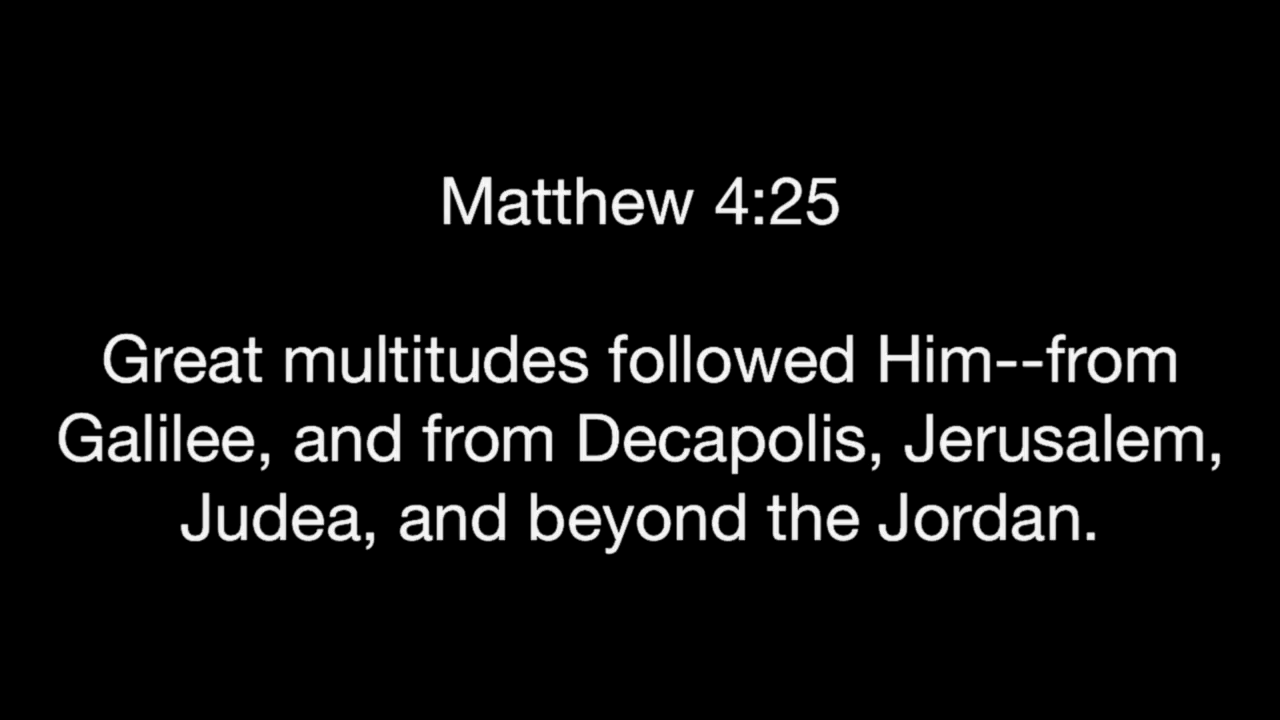 Matthew 4:25
Great multitudes followed Him--from
Galilee, and from Decapolis, Jerusalem,
Judea, and beyond the Jordan.